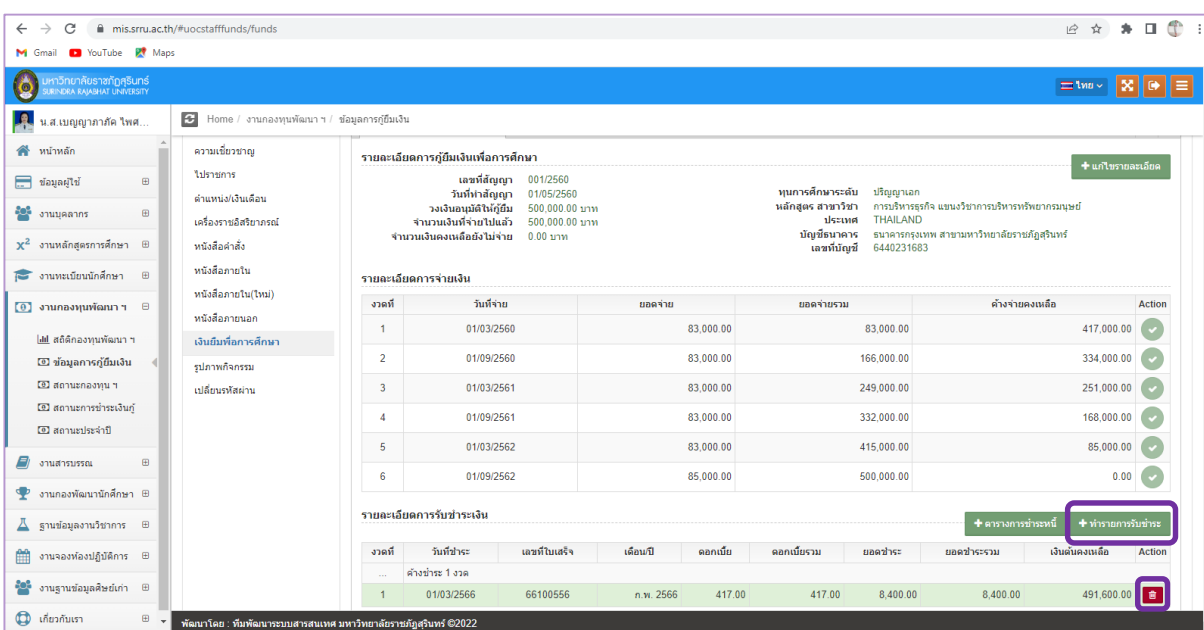 mis.srru.ac.th/#uocstafffunds/funds
Gmail YouTube Maps
มหาวิทยาลัยราชภัฏสุรินทร์
SURINDRA RAJABHAT UNIVERSITY
ไทย
น.ส.เบญญาภาภัค ไพศ...
Home / งานกองทุนพัฒนา ฯ / ข้อมูลการกู้ยืมเงิน
หน้าหลัก
ข้อมูลผู้ใช้
งานบุคลากร
งานหลักสูตรการศึกษา
งานทะเบียนนักศึกษา
งานกองทุนพัฒนา ฯ
สถิติกองทุนพัฒนา ฯ
ข้อมูลการกู้ยืมเงิน
สถานะกองทุน ฯ
สถานะการชำระเงินกู้
สถานะประจำปี
งานสารบรรณ
งานกองพัฒนานักศึกษา
ฐานข้อมูลงานวิชาการ
งานจองห้องปฏิบัติการ
งานฐานข้อมูลศิษย์เก่า
เกี่ยวกับเรา
ความเชี่ยวชาญ
ไปราชการ
ตำแหน่ง/เงินเดือน
เครื่องราชอิสริยาภรณ์
หนังสือคำสั่ง
หนังสือภายใน
หนังสือภายใน(ใหม่)
หนังสือภายนอก
เงินยืมพื่อการศึกษา
รูปภาพกิจกรรม
เปลี่ยนรหัสผ่าน
รายละเอียดการกู้ยืมเงินเพื่อการศึกษา
แก้ไขรายละเอียด
เลขที่สัญญา 001/2560
วันที่ทำสัญญา 01/05/2560
วงเงินอนุมัติให้กู้ยืม 500,000.00 บาท
จำนวนเงินที่จ่ายไปแล้ว 500,000.00 บาท
จำนวนเงินคงเหลือยังไม่จ่าย 0.00 บาท
ทุนการศึกษาระดับ ปริญญาเอก
หลักสูตร สาขาวิชา การบริหารธุรกิจ แขนงวิชาการบริหารทรัพยากรมนุษย์
ประเทศ THAILAND
บัญชีธนาคาร ธนาคารกรุงเทพ สาขามหาวิทยาลัยราชภัฏสุรินทร์
เลขที่บัญชี 6440231683
รายละเอียดการจ่ายเงิน
งวดที่ วันที่จ่าย ยอดจ่าย ยอดจ่ายรวม ค้างจ่ายคงเหลือ Action
1 01/03/2560 83,000.00 83,000.00 417,000.00
2 01/09/2560 83,000.00 166,000.00 334,000.00
3 01/03/2561 83,000.00 249,000.00 251,000.00
4 01/09/2561 83,000.00 332,000.00 168,000.00
5 01/03/2562 83,000.00 415,000.00 85,000.00
6 01/09/2562 85,000.00 500,000.00 0.00
รายละเอียดการรับชำระเงิน
ตารางการชำระหนี้ ทำรายการรับชำระ
งวดที่ วันที่ชำระ เลขที่ใบเสร็จ เดือน/ปี ดอกเบี้ย ดอกเบี้ยรวม ยอดชำระ ยอดชำระรวม เงินต้นคงเหลือ Action
... ค้างชำระ 1 งวด
1 01/03/2566 66100556 ก.พ. 2566 417.00 417.00 8,400.00 8,400.00 491,600.00
พัฒนาโดย : ทีมพัฒนาระบบสารสนเทศ มหาวิทยาลัยราชภัฏสุรินทร์ ©2022